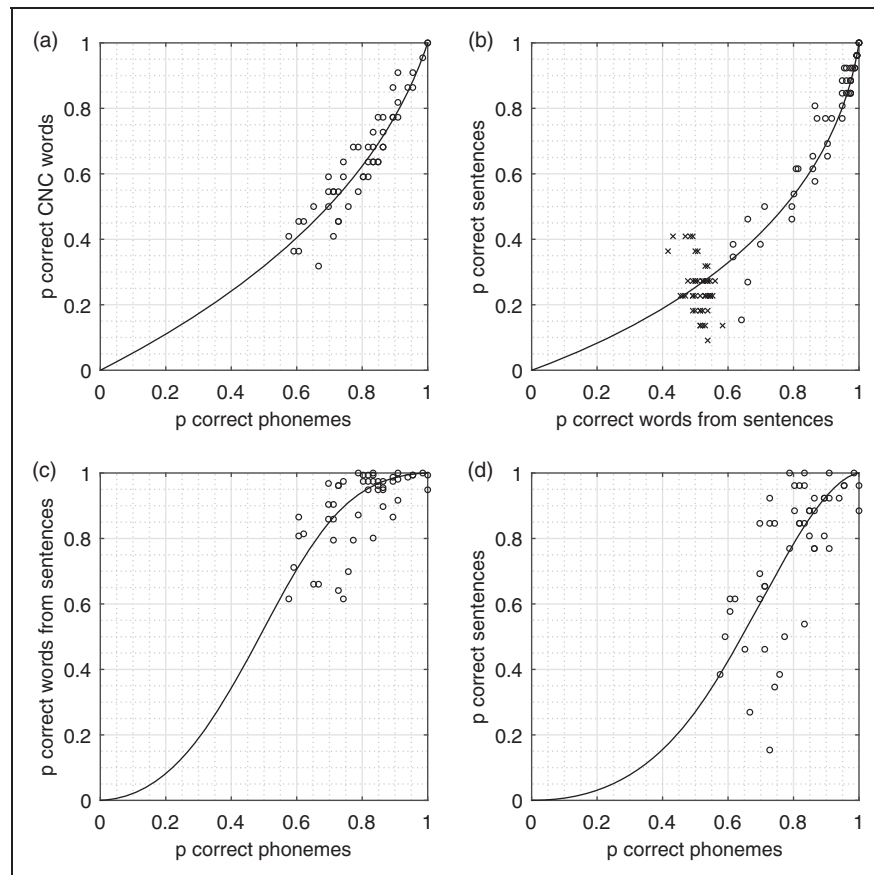 (a)
p correct CNC words
1
0.8
0.6
0.4
0.2
0
0 0.2 0.4 0.6 0.8 1
p correct phonemes
(b)
p correct sentences
1
0.8
0.6
0.4
0.2
0
0 0.2 0.4 0.6 0.8 1
p correct words from sentences
(c)
p correct words from sentences
1
0.8
0.6
0.4
0.2
0
0 0.2 0.4 0.6 0.8 1
p correct phonemes
(d)
p correct sentences
1
0.8
0.6
0.4
0.2
0
0 0.2 0.4 0.6 0.8 1
p correct phonemes